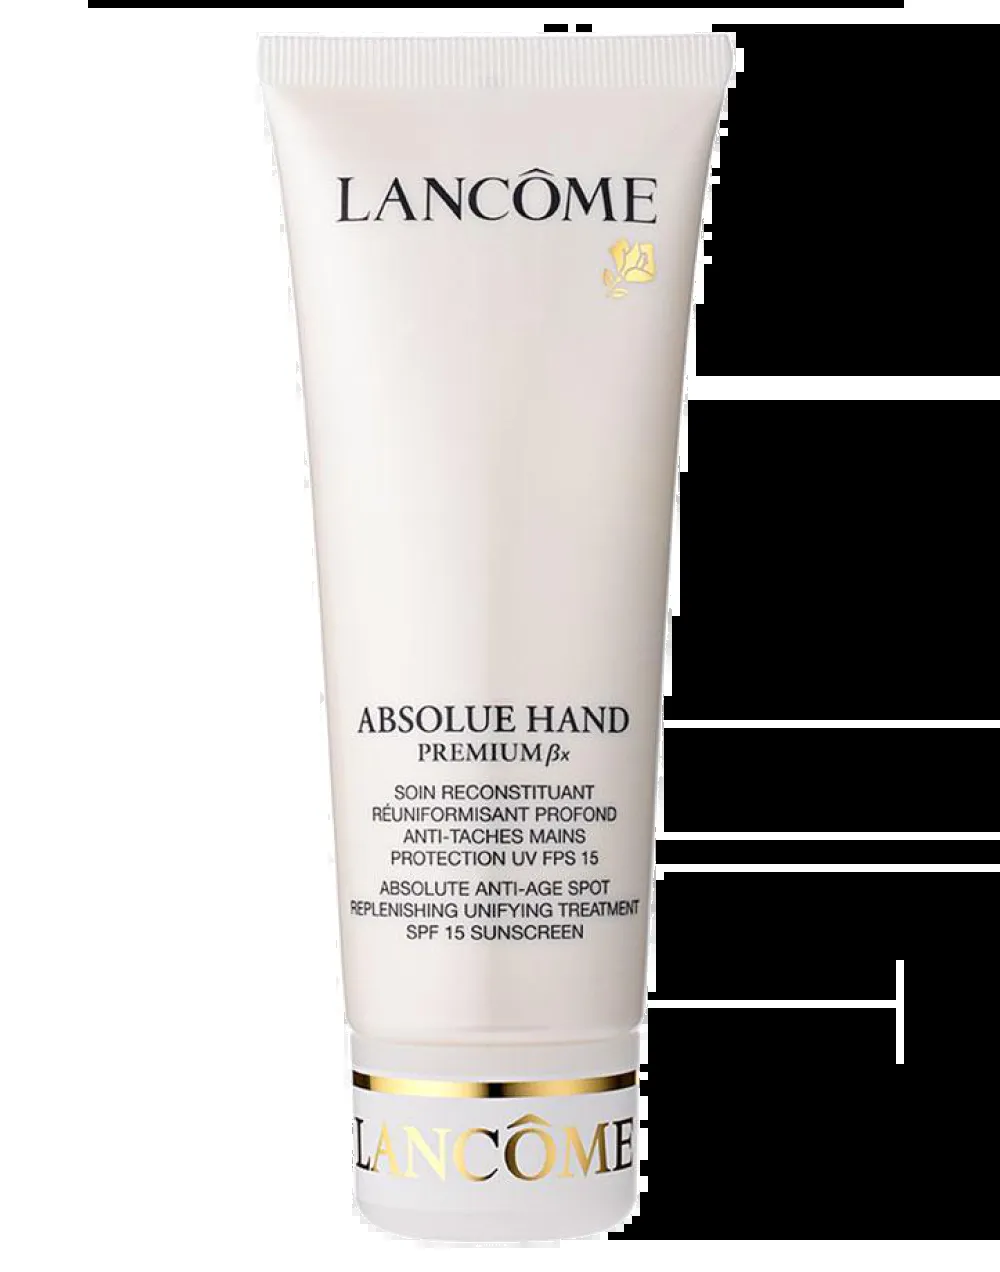 LANCÔME
ABSOLUE HAND
PREMIUM βx
SOIN RECONSTITUANT
RÉUNIFORMISANT PROFOND
ANTI-TACHES MAINS
PROTECTION UV FPS 15
ABSOLUTE ANTI-AGE SPOT
REPLENISHING UNIFYING TREATMENT
SPF 15 SUNSCREEN
LANCÔME